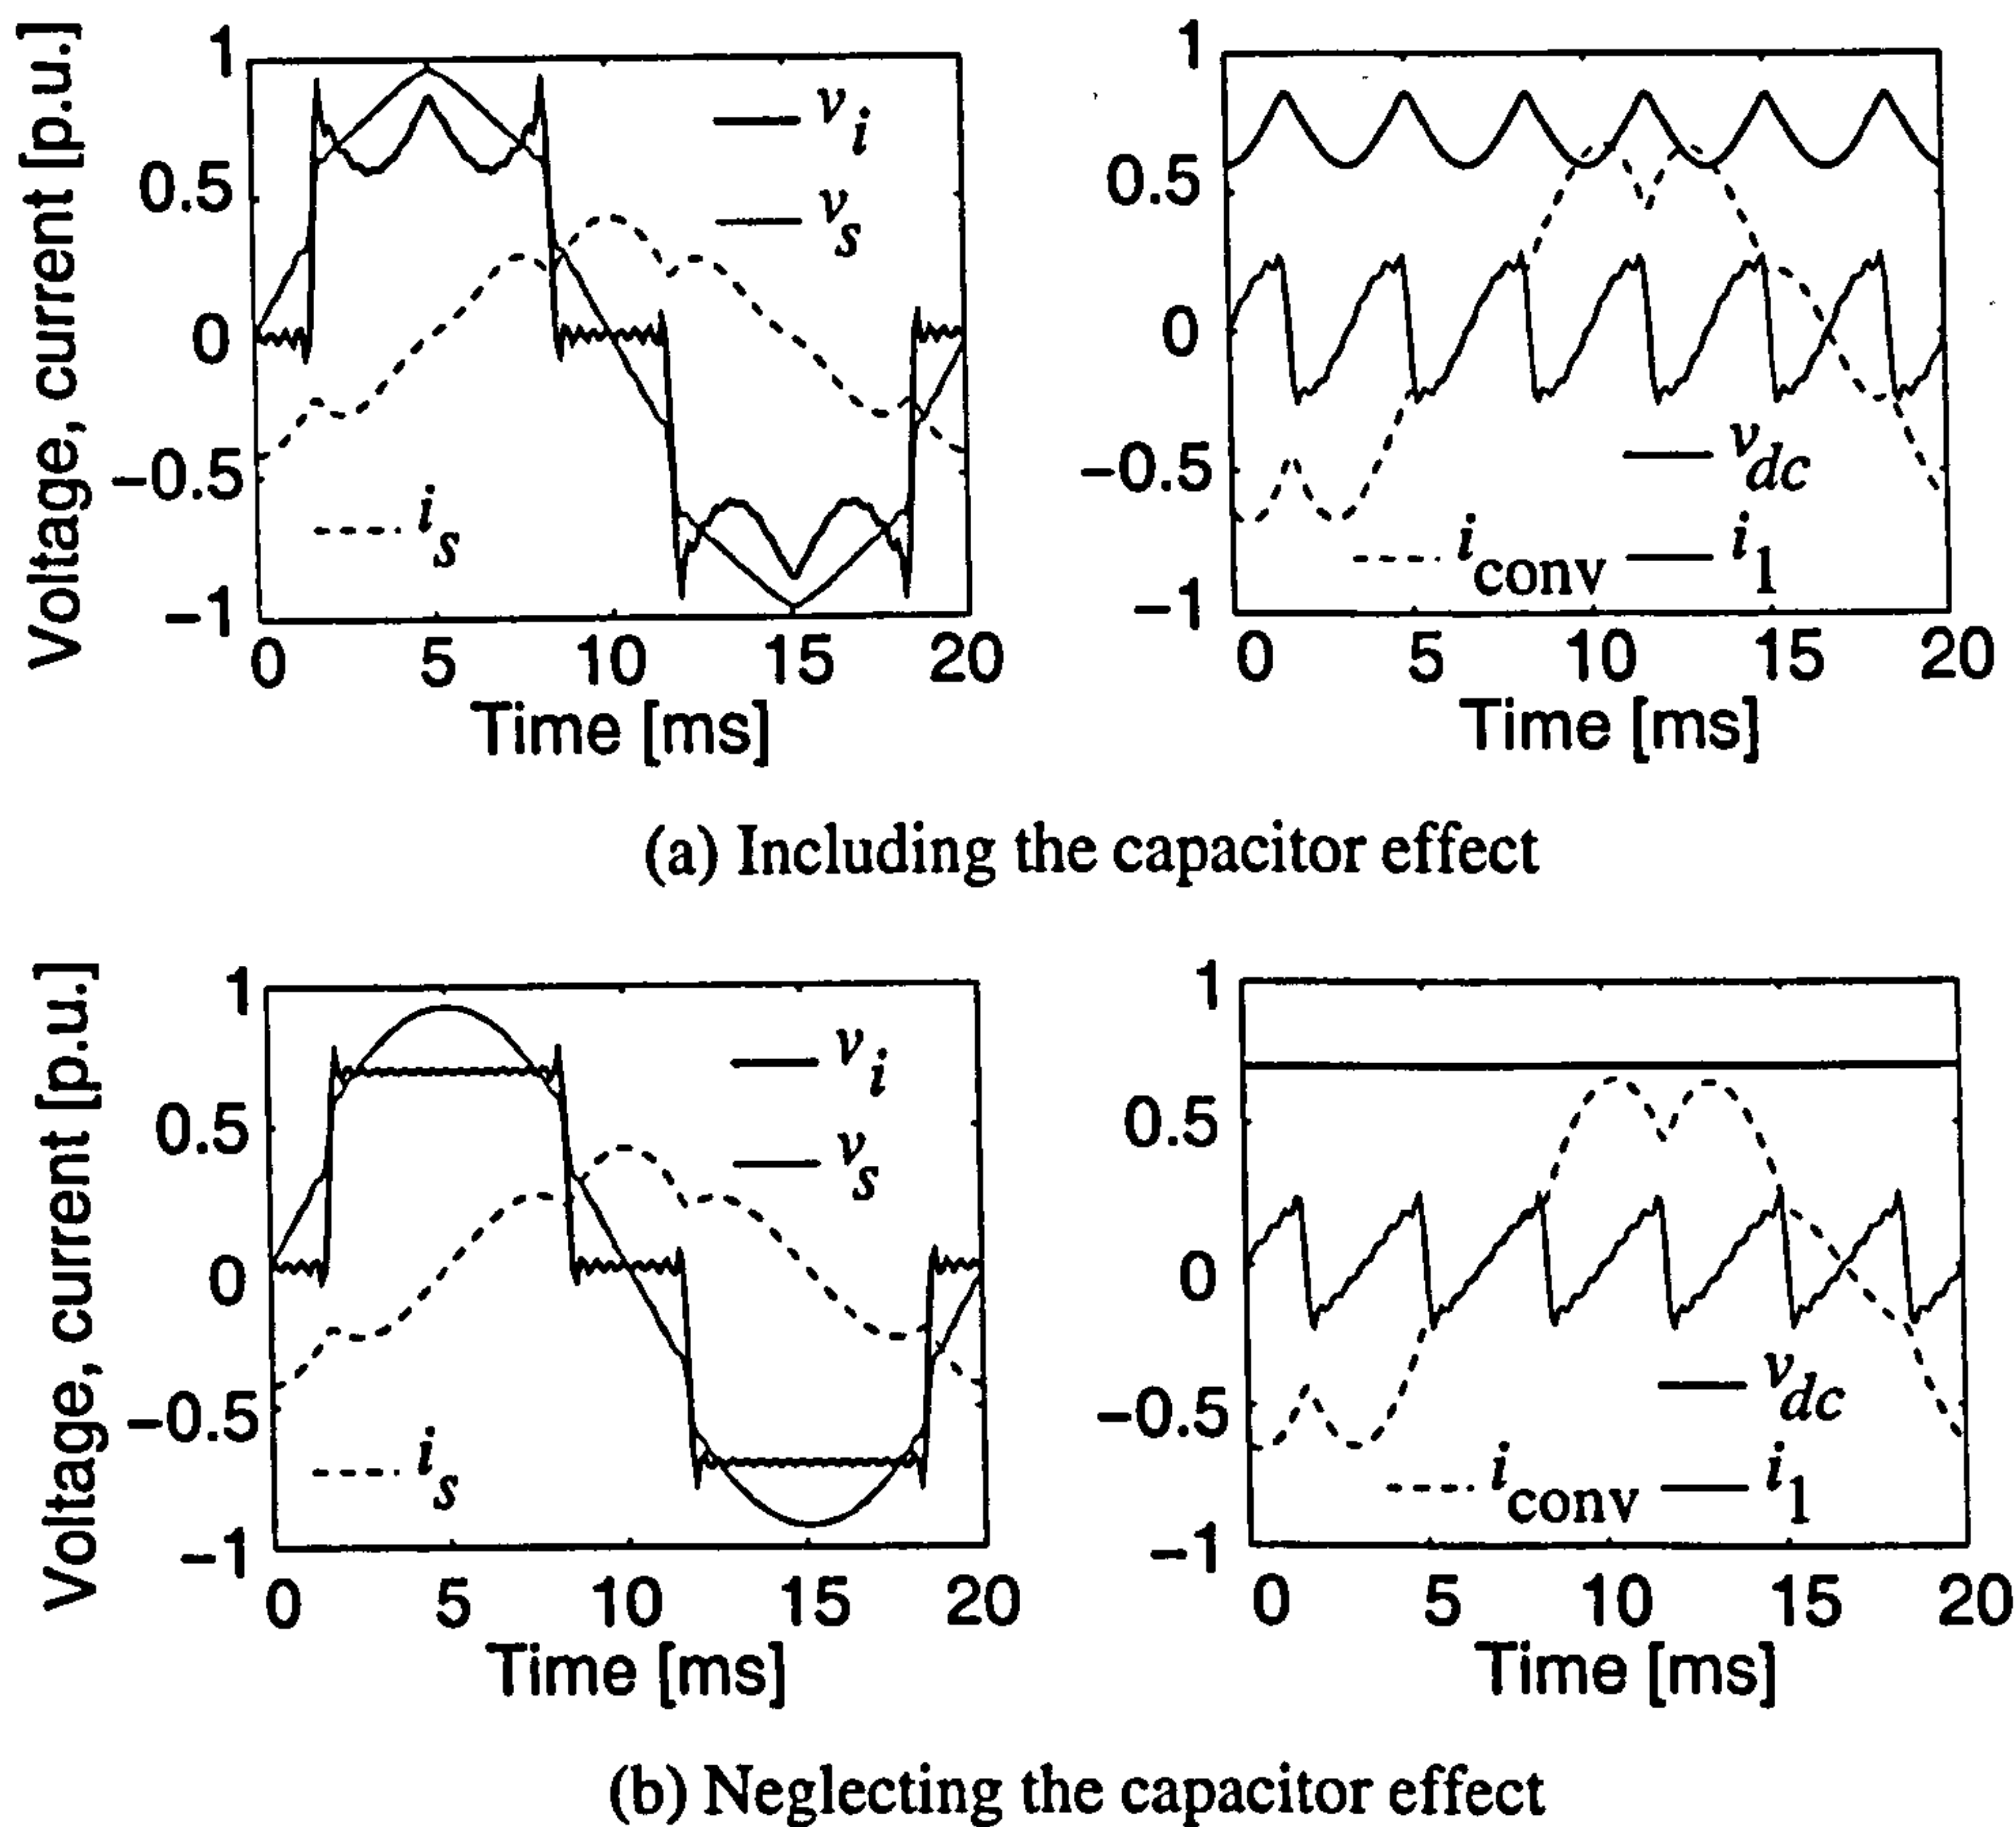 Voltage, current [p.u.]
1
0.5
0
−0.5
−1
v_i
v_s
i_s
0 5 10 15 20
Time [ms]
1
0.5
0
−0.5
−1
v_dc
i_conv i_1
0 5 10 15 20
Time [ms]
(a) Including the capacitor effect
Voltage, current [p.u.]
1
0.5
0
−0.5
−1
v_i
v_s
i_s
0 5 10 15 20
Time [ms]
1
0.5
0
−0.5
−1
v_dc
i_conv i_1
0 5 10 15 20
Time [ms]
(b) Neglecting the capacitor effect